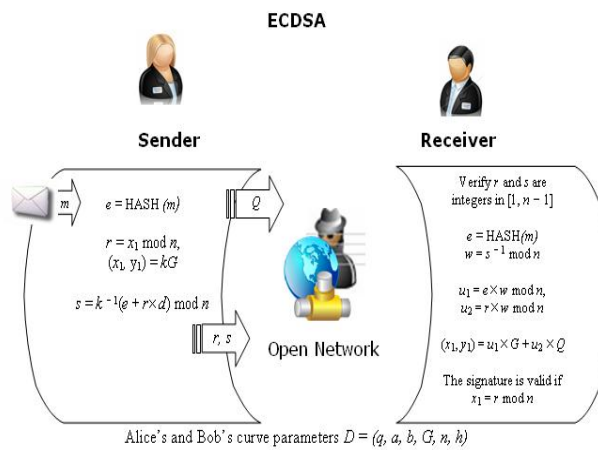 ECDSA
Sender
Receiver
m
e = HASH (m)
r = x₁ mod n,
(x₁, y₁) = kG
s = k⁻¹(e + r×d) mod n
Q
r, s
Open Network
Verify r and s are
integers in [1, n − 1]
e = HASH(m)
w = s⁻¹ mod n
u₁ = e×w mod n,
u₂ = r×w mod n
(x₁, y₁) = u₁×G + u₂×Q
The signature is valid if
x₁ = r mod n
Alice's and Bob's curve parameters D = (q, a, b, G, n, h)